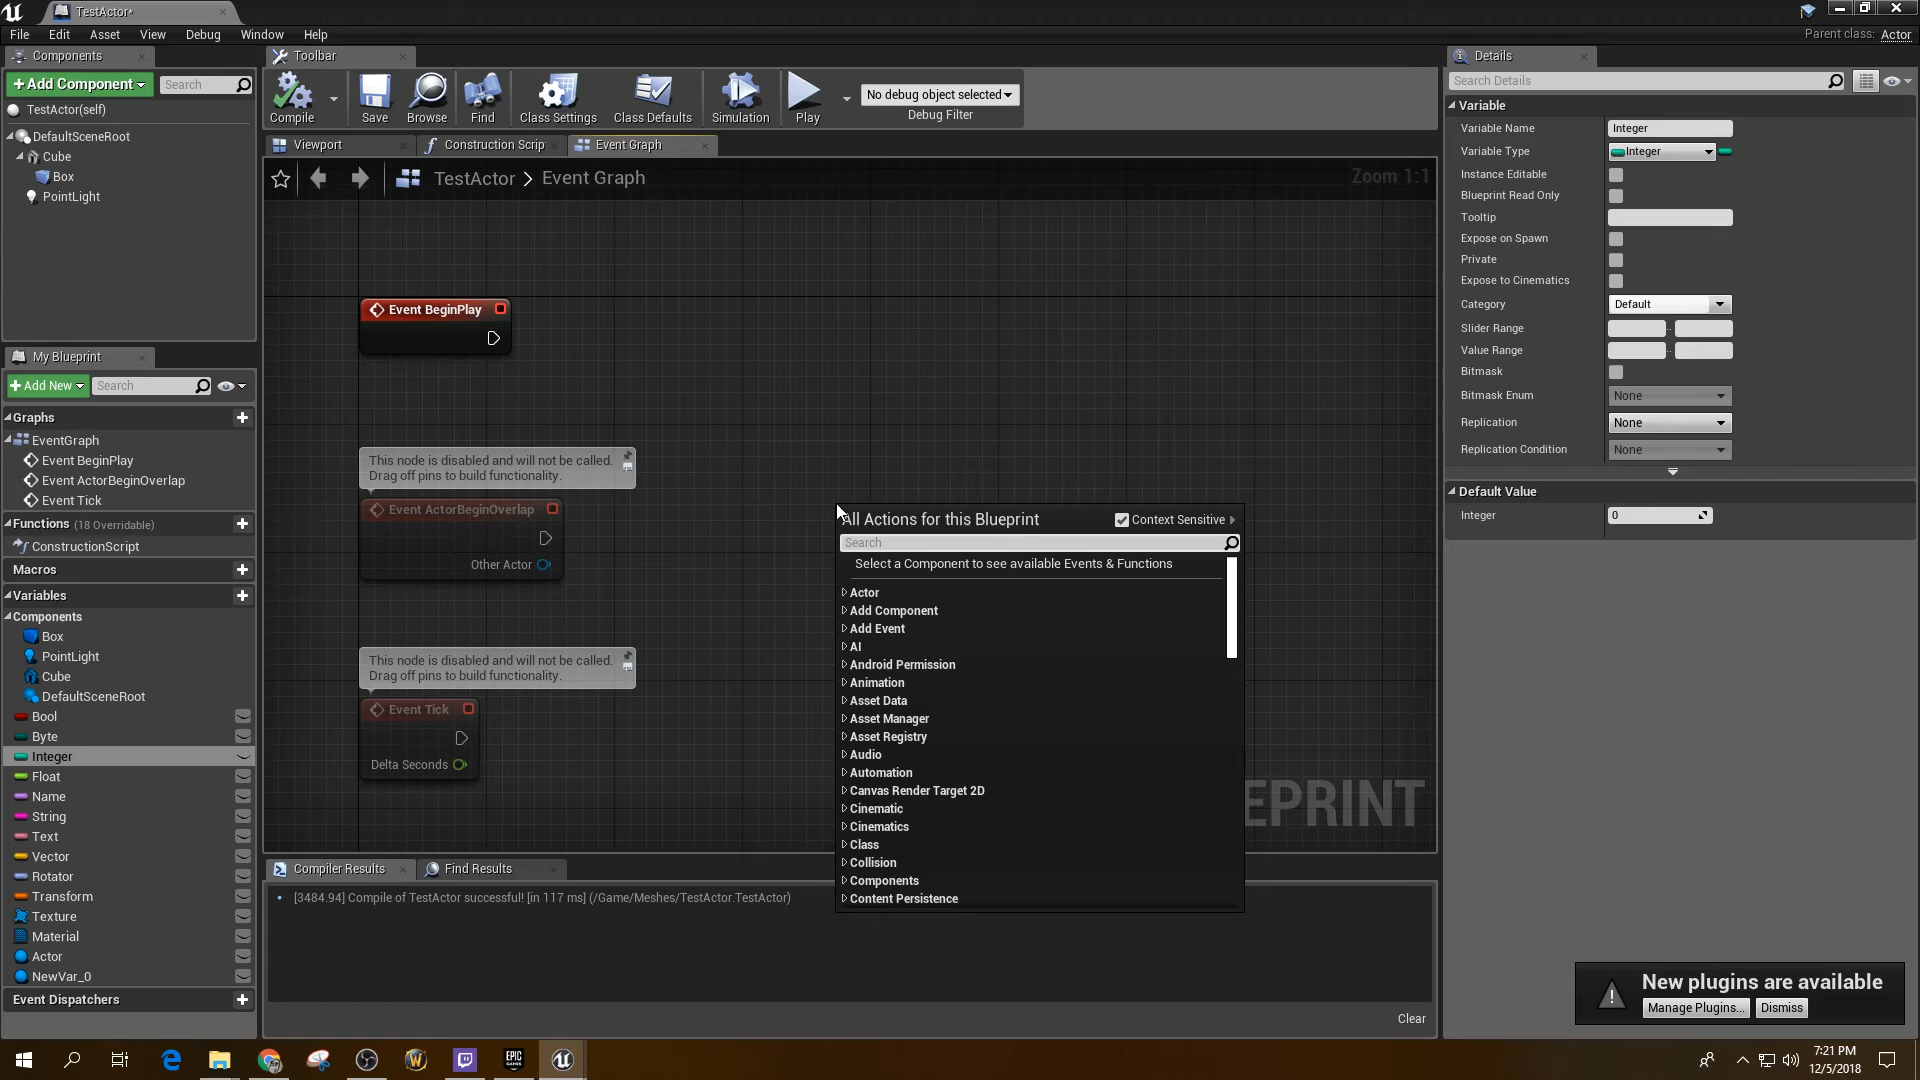 TestActor*
File Edit Asset View Debug Window Help
Parent class: Actor
Components
Add Component
Search
TestActor(self)
DefaultSceneRoot
Cube
Box
PointLight
My Blueprint
Add New
Search
Graphs
EventGraph
Event BeginPlay
Event ActorBeginOverlap
Event Tick
Functions (18 Overridable)
ConstructionScript
Macros
Variables
Components
Box
PointLight
Cube
DefaultSceneRoot
Bool
Byte
Integer
Float
Name
String
Text
Vector
Rotator
Transform
Texture
Material
Actor
NewVar_0
Event Dispatchers
Toolbar
Compile Save Browse Find Class Settings Class Defaults Simulation Play
No debug object selected
Debug Filter
Viewport Construction Scrip Event Graph
TestActor > Event Graph
Zoom 1:1
Event BeginPlay
This node is disabled and will not be called.
Drag off pins to build functionality.
Event ActorBeginOverlap
Other Actor
This node is disabled and will not be called.
Drag off pins to build functionality.
Event Tick
Delta Seconds
EPRINT
All Actions for this Blueprint
Context Sensitive
Search
Select a Component to see available Events & Functions
Actor
Add Component
Add Event
AI
Android Permission
Animation
Asset Data
Asset Manager
Asset Registry
Audio
Automation
Canvas Render Target 2D
Cinematic
Cinematics
Class
Collision
Components
Content Persistence
Compiler Results Find Results
[3484.94] Compile of TestActor successful! [in 117 ms] (/Game/Meshes/TestActor.TestActor)
Clear
Details
Search Details
Variable
Variable Name Integer
Variable Type Integer
Instance Editable
Blueprint Read Only
Tooltip
Expose on Spawn
Private
Expose to Cinematics
Category Default
Slider Range
Value Range
Bitmask
Bitmask Enum None
Replication None
Replication Condition None
Default Value
Integer 0
New plugins are available
Manage Plugins... Dismiss
EPIC
GAMES
7:21 PM
12/5/2018